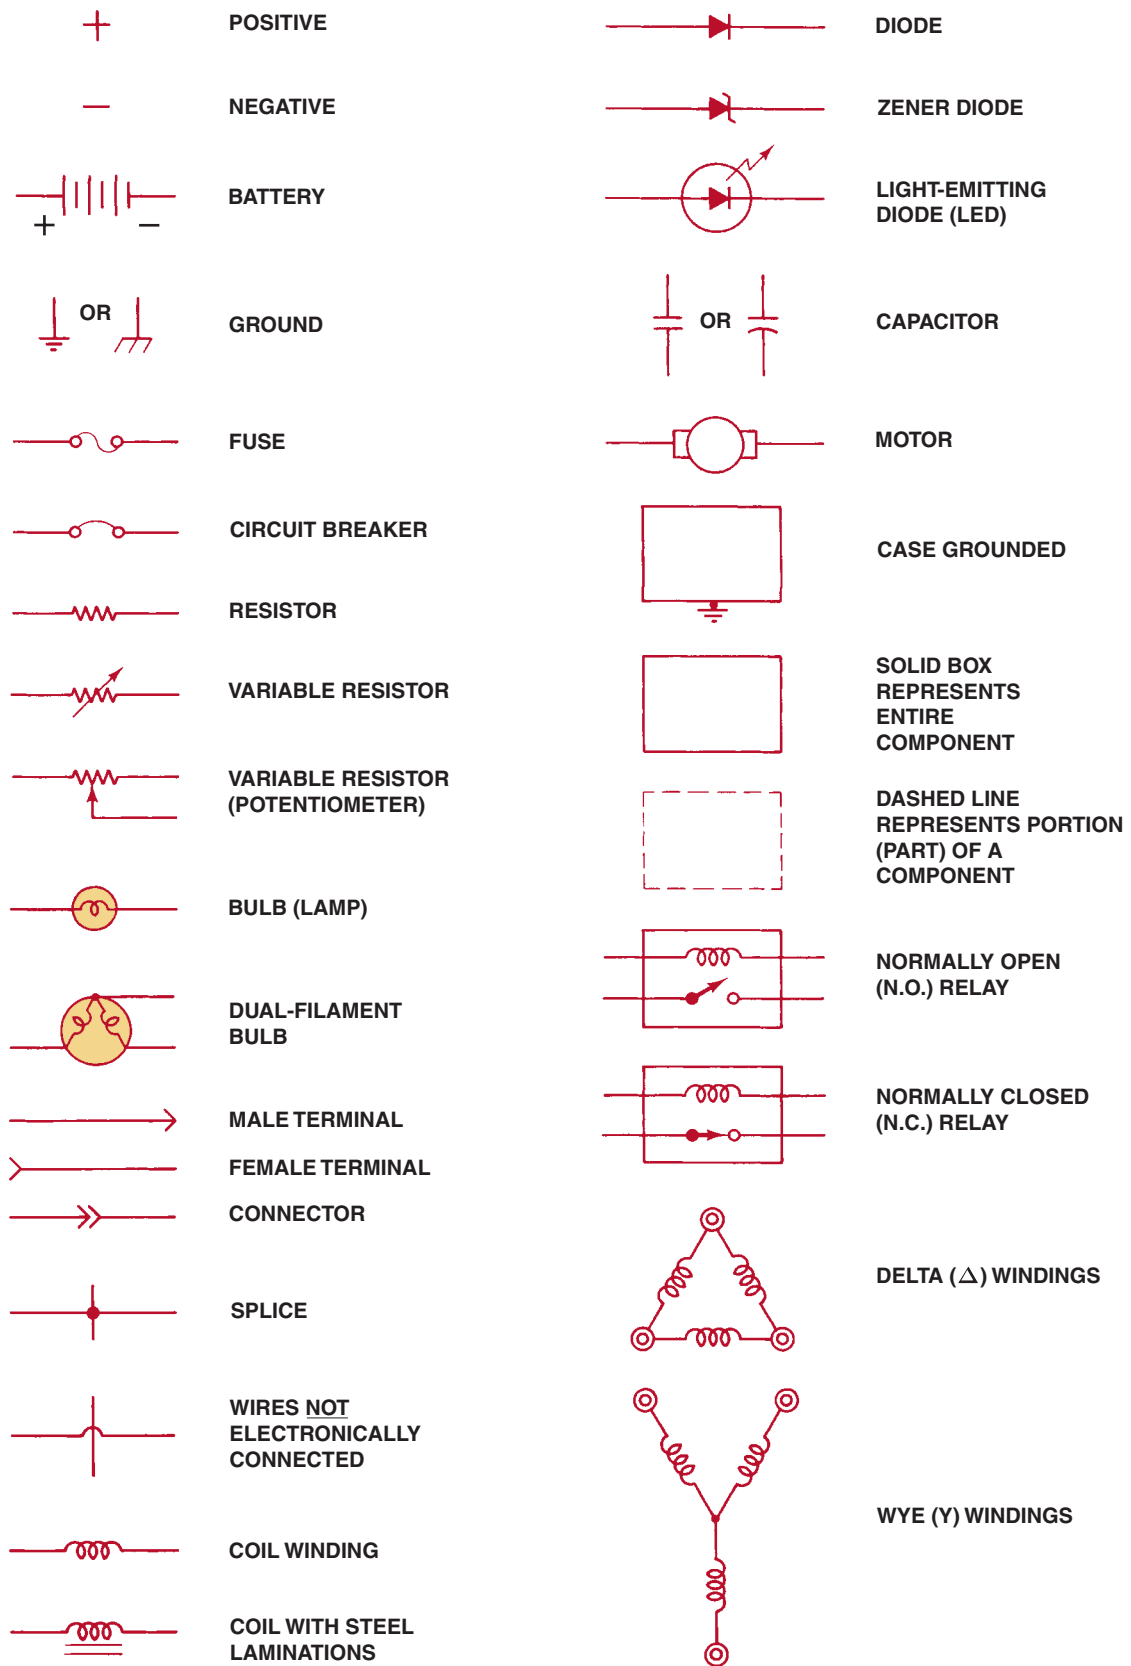 POSITIVE
NEGATIVE
BATTERY
+ −
OR
GROUND
FUSE
CIRCUIT BREAKER
RESISTOR
VARIABLE RESISTOR
VARIABLE RESISTOR
(POTENTIOMETER)
BULB (LAMP)
DUAL-FILAMENT
BULB
MALE TERMINAL
FEMALE TERMINAL
CONNECTOR
SPLICE
WIRES NOT
ELECTRONICALLY
CONNECTED
COIL WINDING
COIL WITH STEEL
LAMINATIONS
DIODE
ZENER DIODE
LIGHT-EMITTING
DIODE (LED)
OR
CAPACITOR
MOTOR
CASE GROUNDED
SOLID BOX
REPRESENTS
ENTIRE
COMPONENT
DASHED LINE
REPRESENTS PORTION
(PART) OF A
COMPONENT
NORMALLY OPEN
(N.O.) RELAY
NORMALLY CLOSED
(N.C.) RELAY
DELTA (Δ) WINDINGS
WYE (Y) WINDINGS